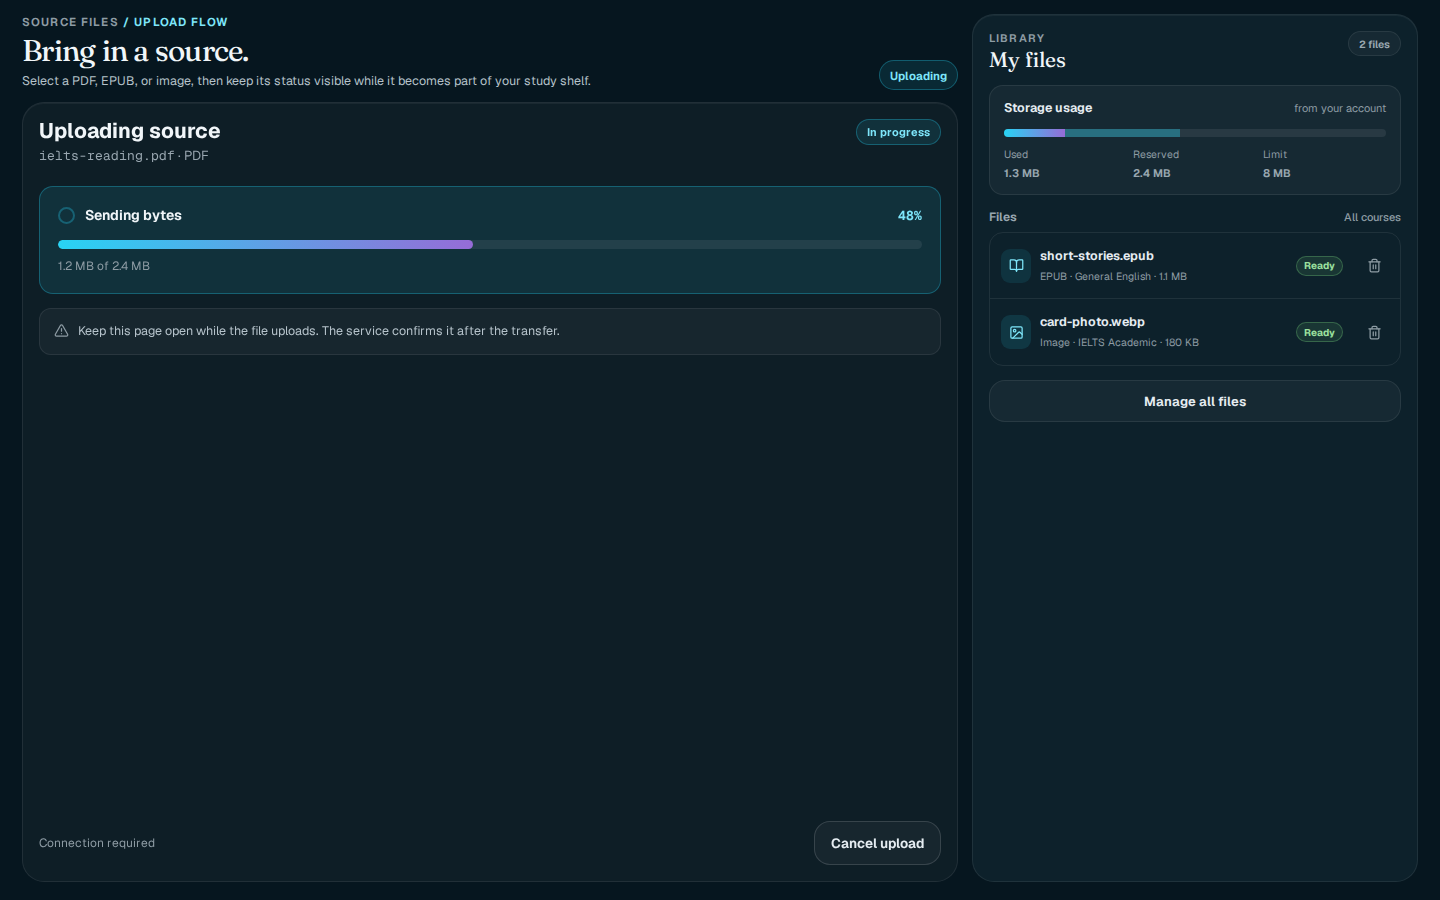 SOURCE FILES / UPLOAD FLOW
Bring in a source.
Select a PDF, EPUB, or image, then keep its status visible while it becomes part of your study shelf.
Uploading
Uploading source
ielts-reading.pdf · PDF
In progress
Sending bytes
48%
1.2 MB of 2.4 MB
Keep this page open while the file uploads. The service confirms it after the transfer.
Connection required
Cancel upload
LIBRARY
My files
2 files
Storage usage
from your account
Used
Reserved
Limit
1.3 MB
2.4 MB
8 MB
Files
All courses
short-stories.epub
EPUB · General English · 1.1 MB
Ready
card-photo.webp
Image · IELTS Academic · 180 KB
Ready
Manage all files